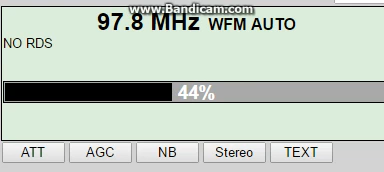 www.Bandicam.com
97.8 MHz WFM AUTO
NO RDS
44%
ATT AGC NB Stereo TEXT